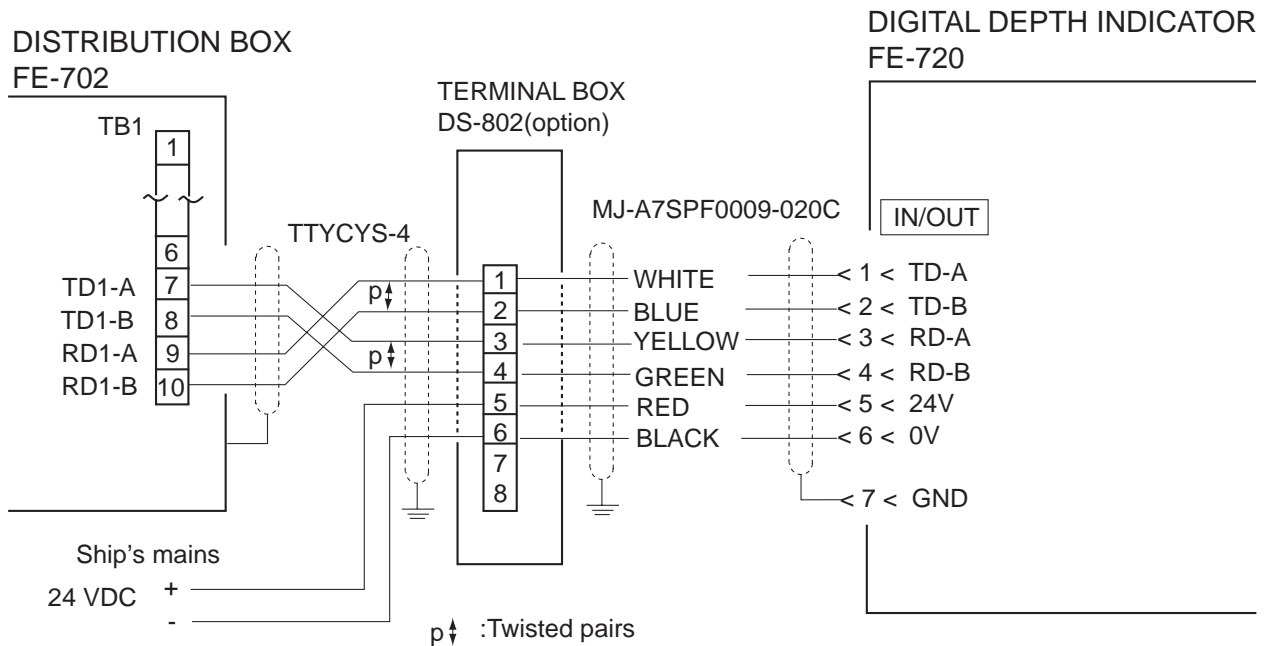 DIGITAL DEPTH INDICATOR
FE-720
DISTRIBUTION BOX
FE-702
TERMINAL BOX
DS-802(option)
TB1
1
MJ-A7SPF0009-020C
IN/OUT
TTYCYS-4
6
TD1-A 7
TD1-B 8
RD1-A 9
RD1-B 10
p
p
1 WHITE < 1 < TD-A
2 BLUE < 2 < TD-B
3 YELLOW < 3 < RD-A
4 GREEN < 4 < RD-B
5 RED < 5 < 24V
6 BLACK < 6 < 0V
7
8
< 7 < GND
Ship's mains
24 VDC +
-
p :Twisted pairs